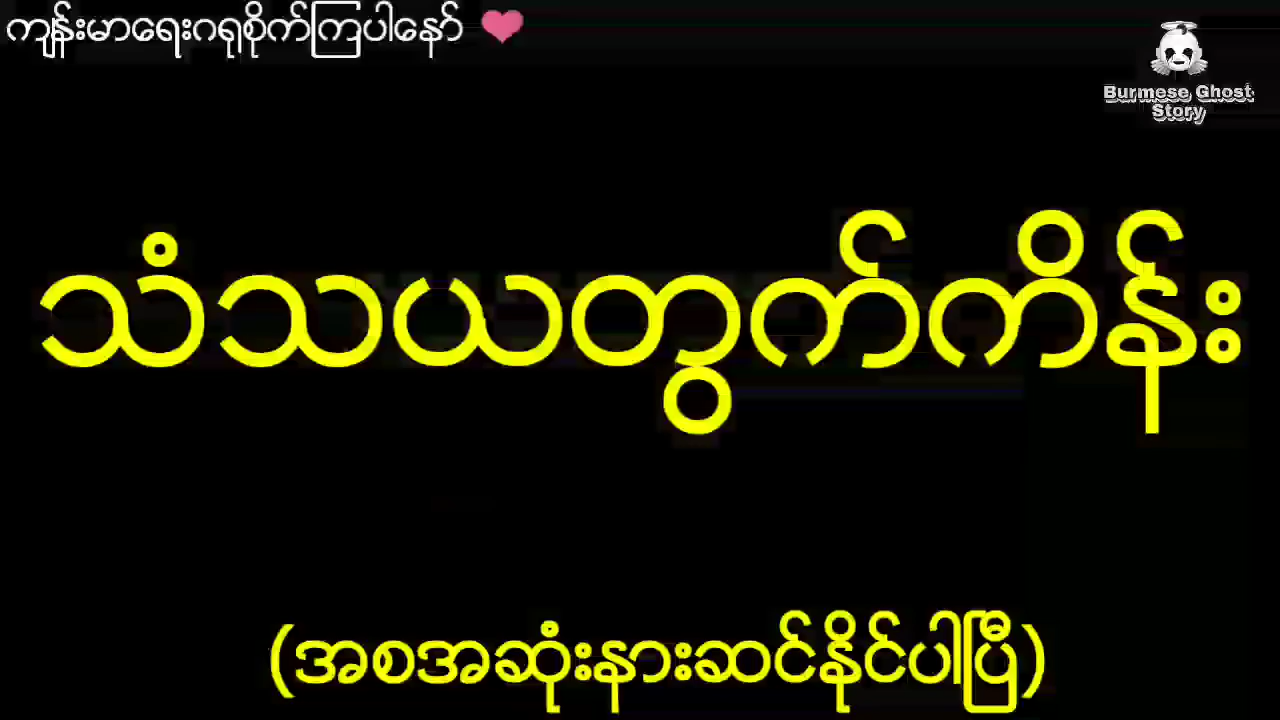 ကျန်းမာရေးဂရုစိုက်ကြပါနော် ❤
Burmese Ghost
Story
သံသယတွက်ကိန်း
(အစအဆုံးနားဆင်နိုင်ပါပြီ)